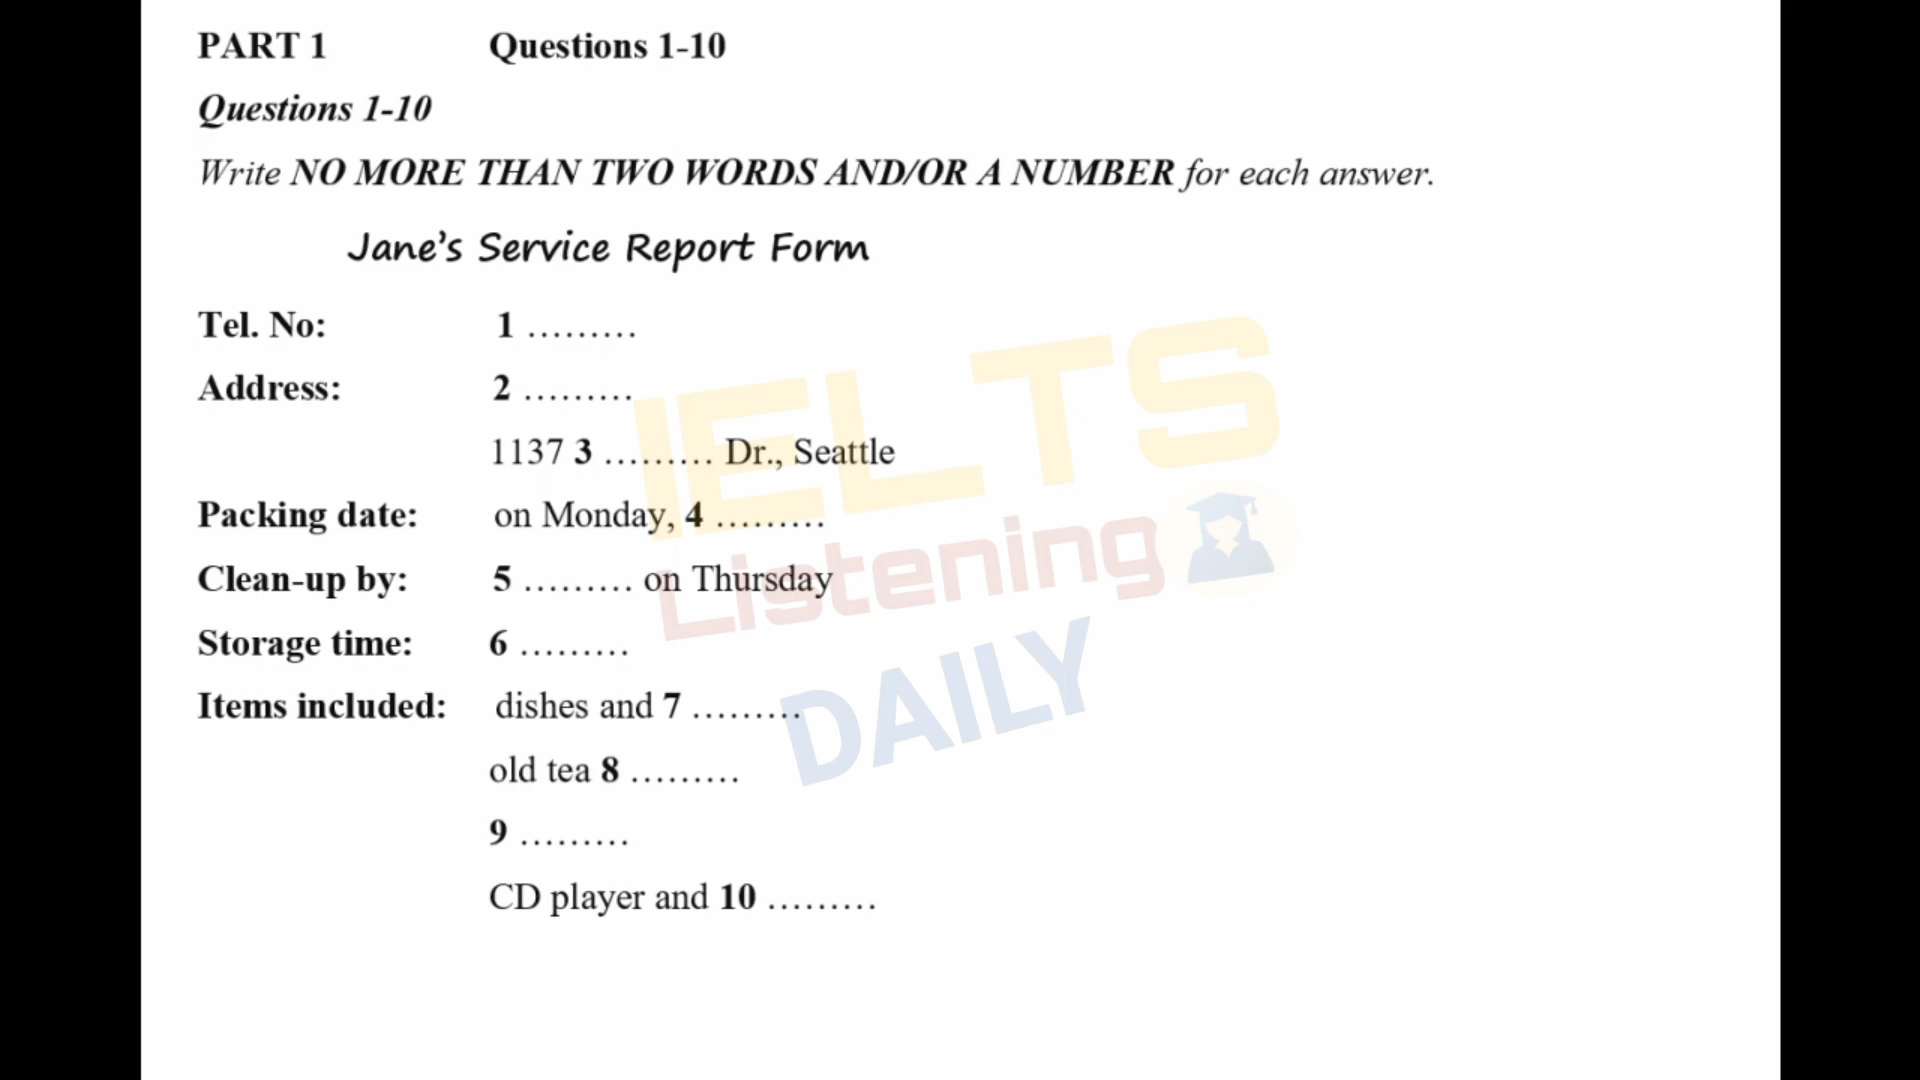 PART 1 Questions 1-10
Questions 1-10
Write NO MORE THAN TWO WORDS AND/OR A NUMBER for each answer.
Jane's Service Report Form
Tel. No: 1 .........
Address: 2 .........
1137 3 ......... Dr., Seattle
Packing date: on Monday, 4 .........
Clean-up by: 5 ......... on Thursday
Storage time: 6 .........
Items included: dishes and 7 .........
old tea 8 .........
9 .........
CD player and 10 .........
IELTS
Listening
DAILY